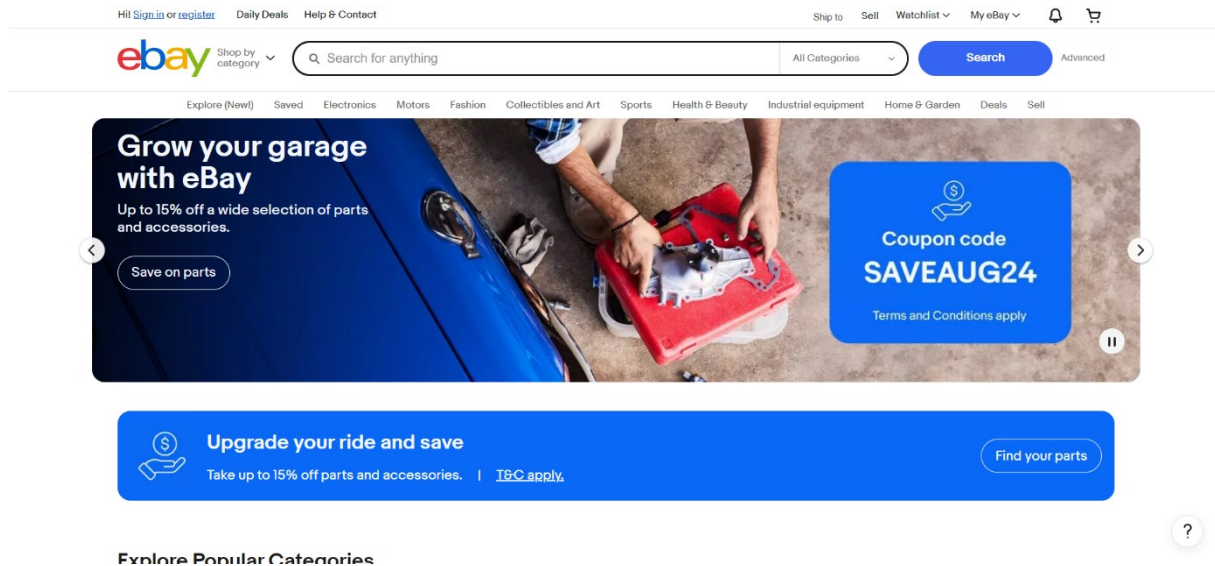 Hi! Sign in or register Daily Deals Help & Contact Ship to Sell Watchlist My eBay
ebay Shop by category Search for anything All Categories Search Advanced
Explore (New!) Saved Electronics Motors Fashion Collectibles and Art Sports Health & Beauty Industrial equipment Home & Garden Deals Sell
Grow your garage
with eBay
Up to 15% off a wide selection of parts
and accessories.
Save on parts
Coupon code
SAVEAUG24
Terms and Conditions apply
Upgrade your ride and save
Take up to 15% off parts and accessories. | T&C apply.
Find your parts
?
Explore Popular Categories